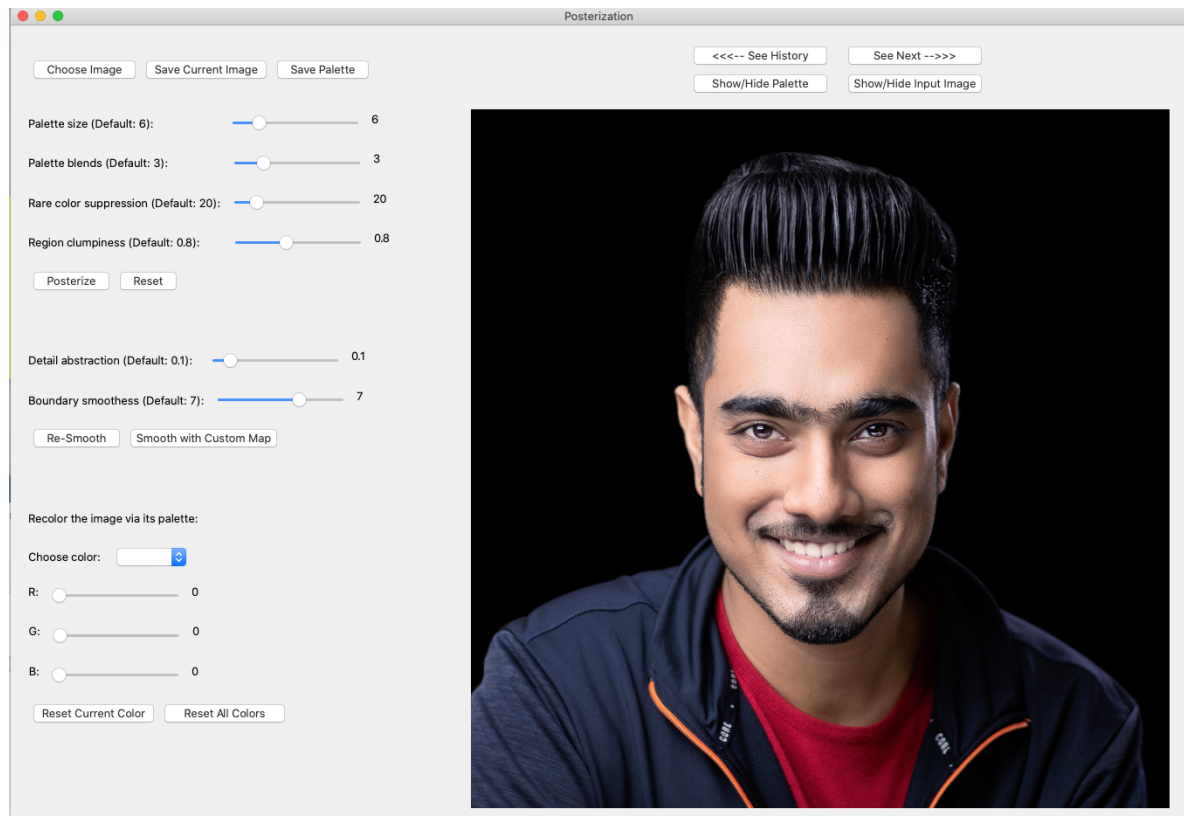 Posterization
Choose Image Save Current Image Save Palette
<<<-- See History See Next -->>>
Show/Hide Palette Show/Hide Input Image
Palette size (Default: 6): 6
Palette blends (Default: 3): 3
Rare color suppression (Default: 20): 20
Region clumpiness (Default: 0.8): 0.8
Posterize Reset
Detail abstraction (Default: 0.1): 0.1
Boundary smoothness (Default: 7): 7
Re-Smooth Smooth with Custom Map
Recolor the image via its palette:
Choose color:
R: 0
G: 0
B: 0
Reset Current Color Reset All Colors
CORE
CORE